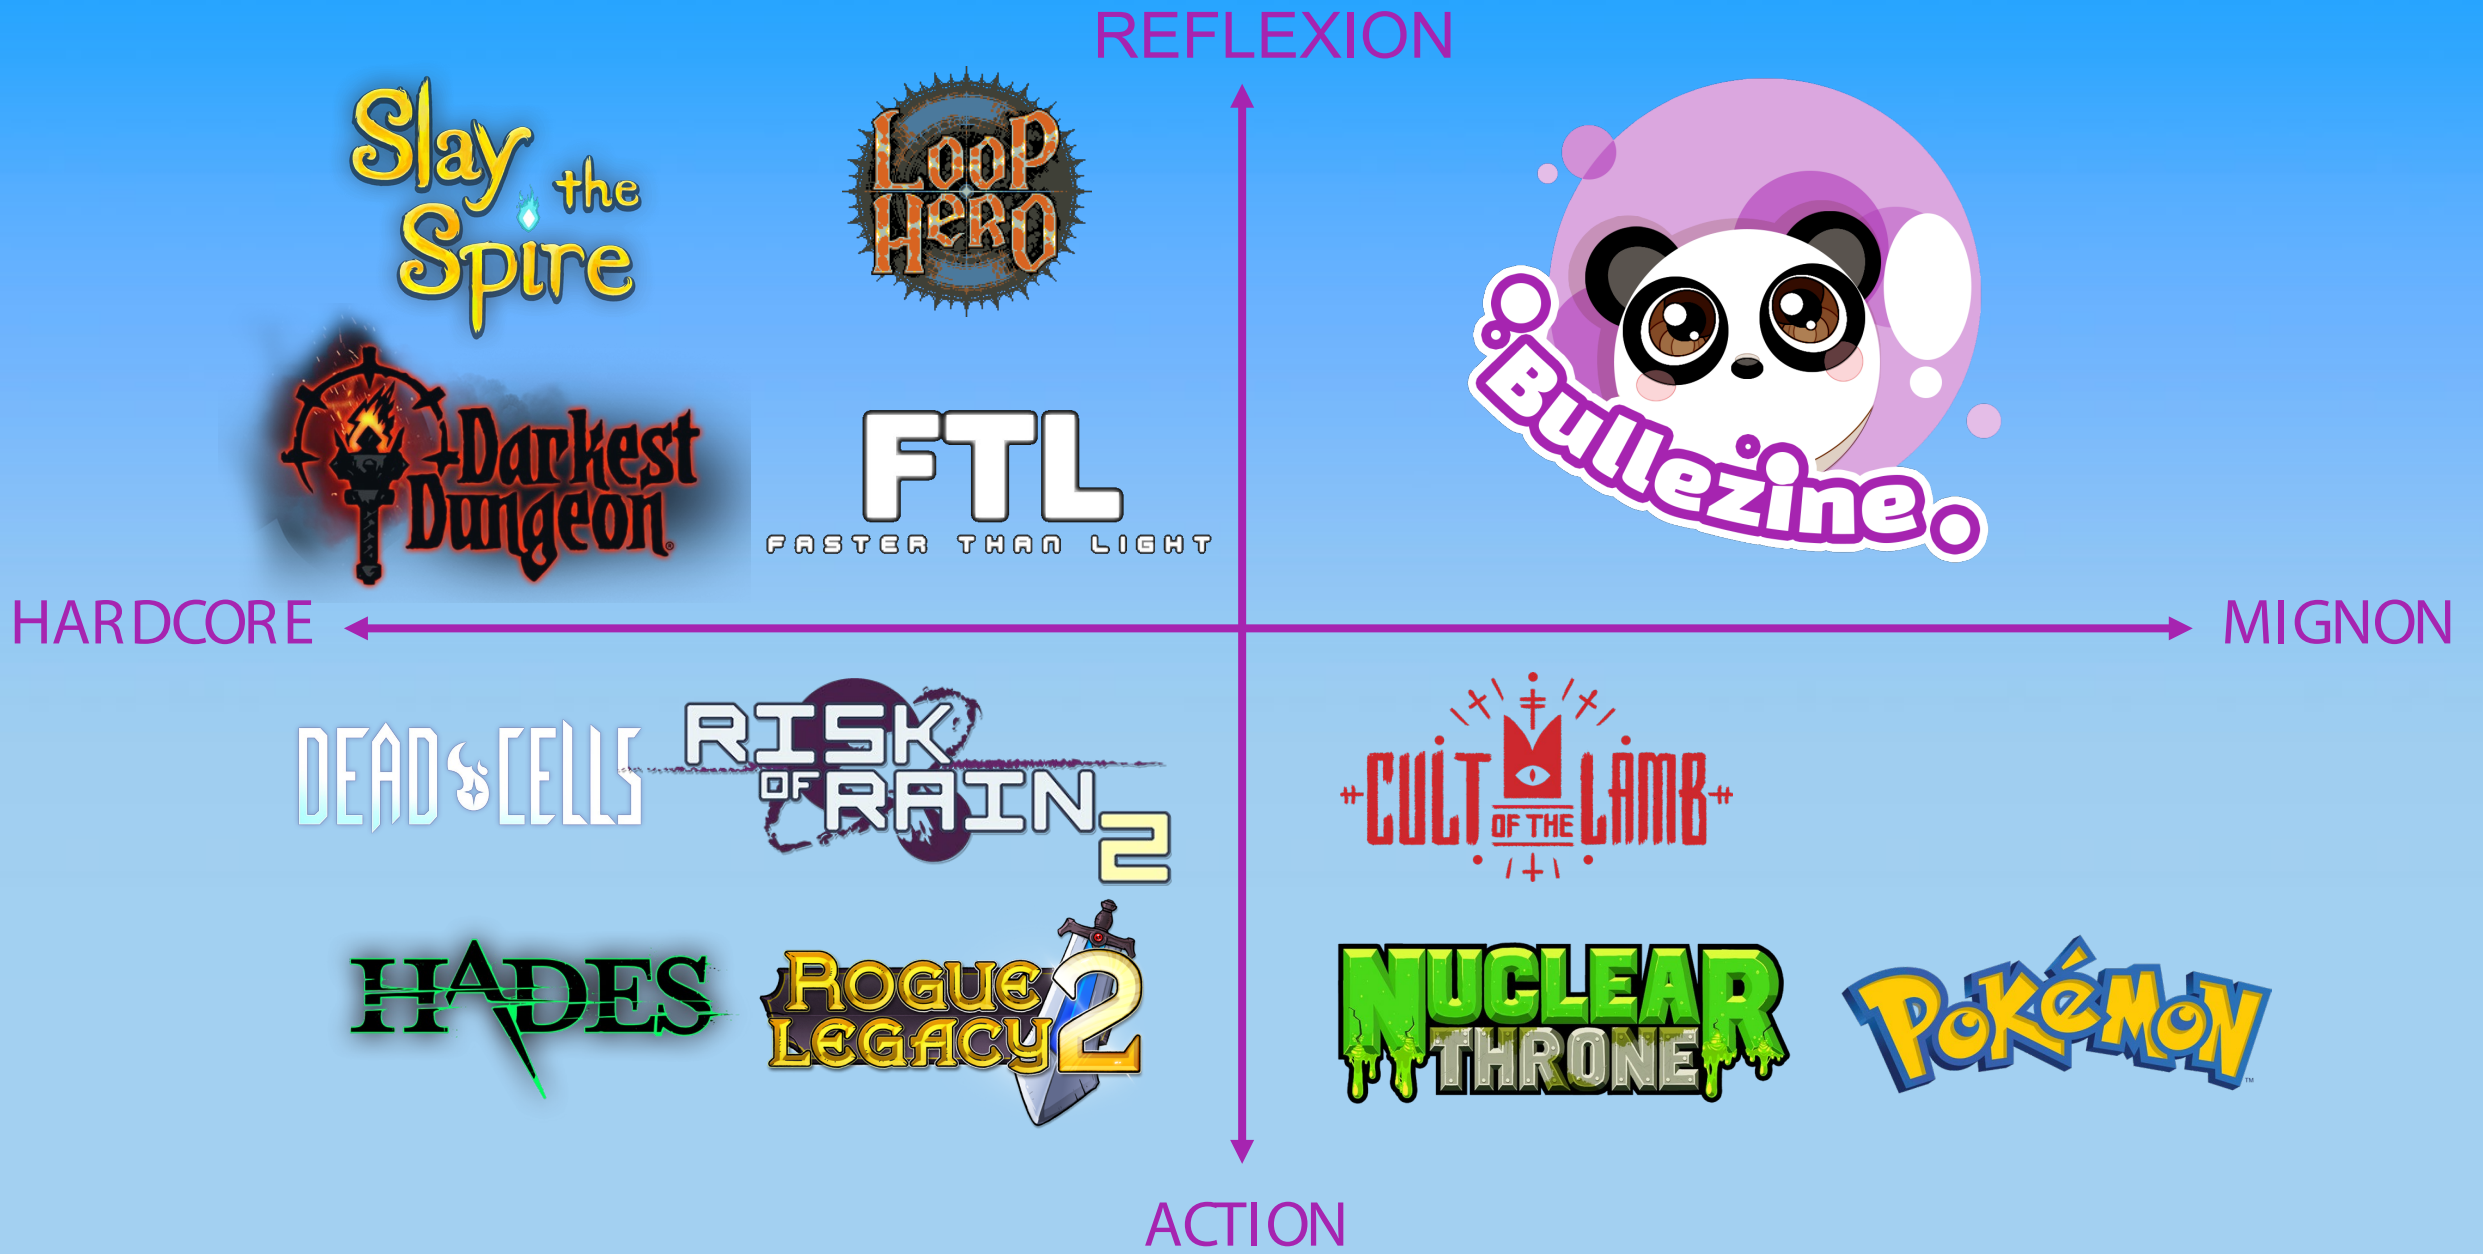 REFLEXION
Slay
the
Spire
LOOP
HERO
Bullezine
Darkest
Dungeon
FTL
FASTER THAN LIGHT
HARDCORE
MIGNON
DEAD CELLS
RISK
OF RAIN
2
CULT
OF THE
LAMB
HADES
ROGUE
LEGACY 2
NUCLEAR
THRONE
POKéMON
TM
ACTION